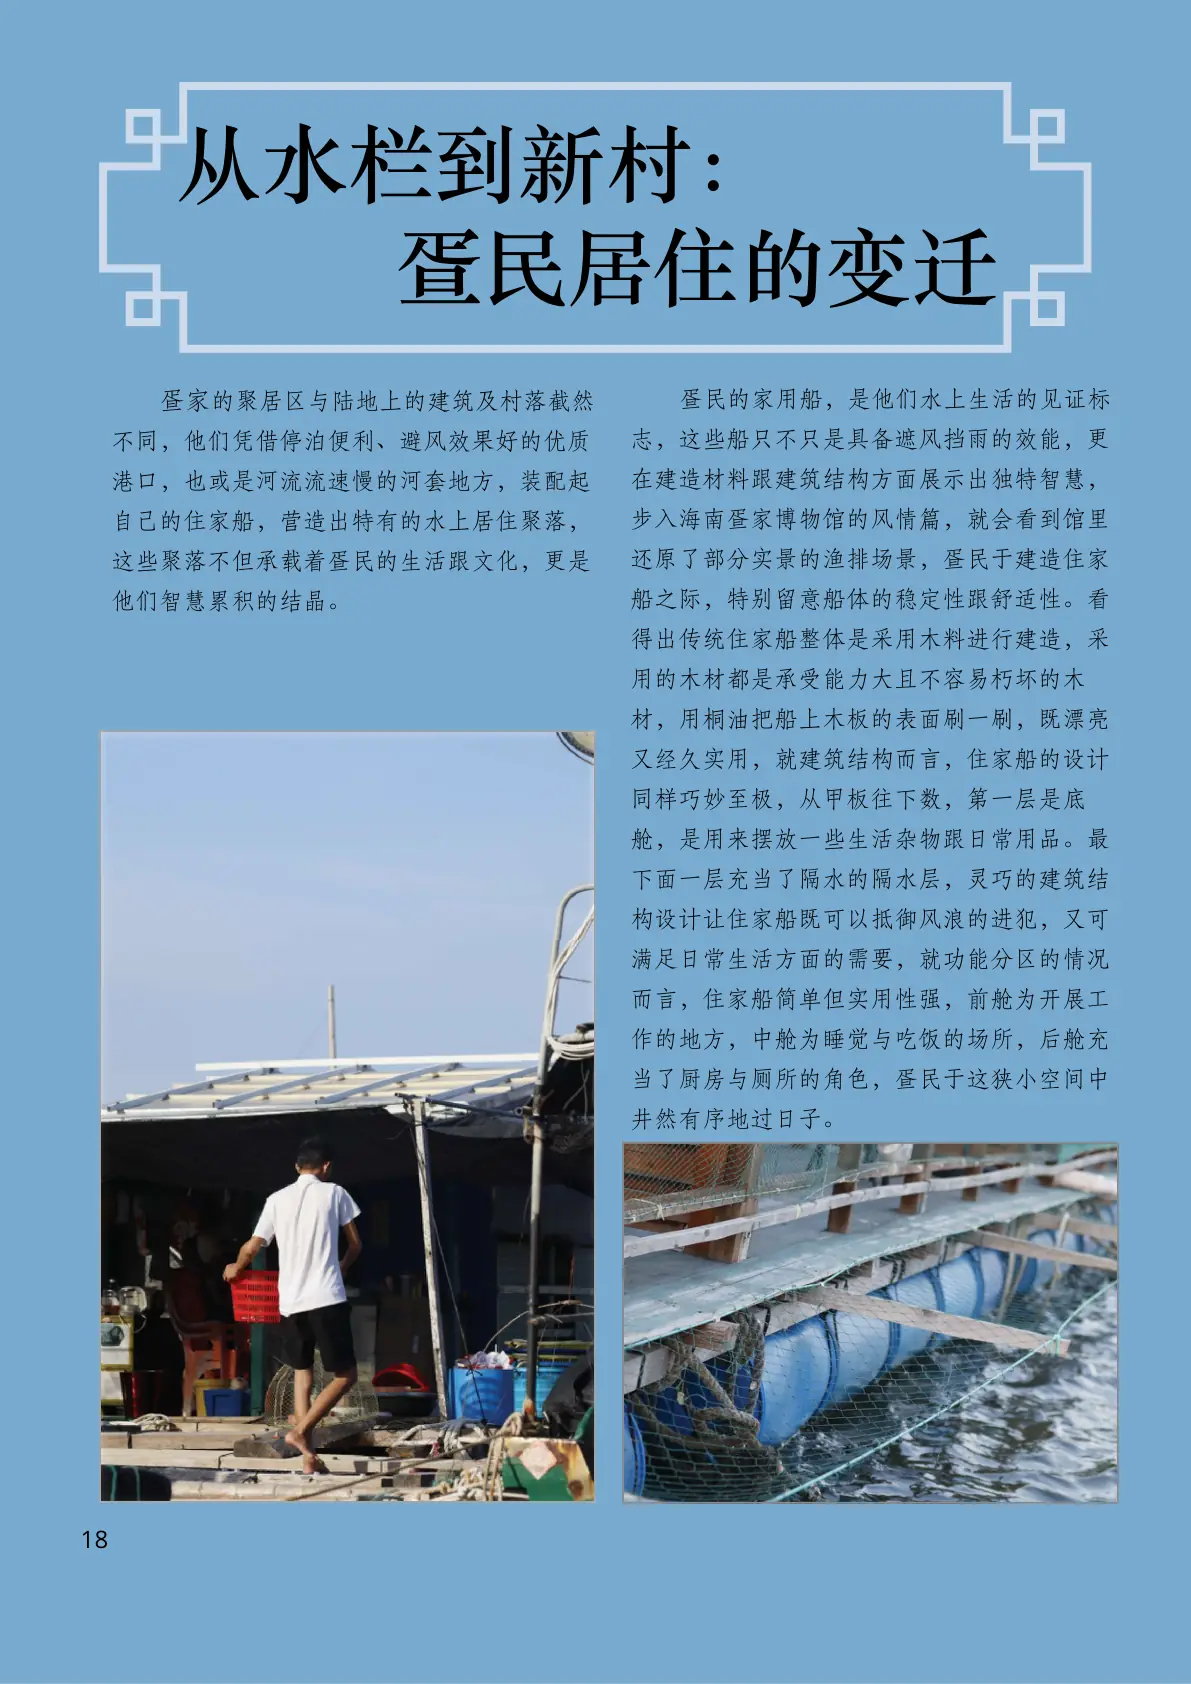 从水栏到新村：
疍民居住的变迁
疍家的聚居区与陆地上的建筑及村落截然
不同，他们凭借停泊便利、避风效果好的优质
港口，也或是河流流速慢的河套地方，装配起
自己的住家船，营造出特有的水上居住聚落，
这些聚落不但承载着疍民的生活跟文化，更是
他们智慧累积的结晶。
疍民的家用船，是他们水上生活的见证标
志，这些船只不只是具备遮风挡雨的效能，更
在建造材料跟建筑结构方面展示出独特智慧，
步入海南疍家博物馆的风情篇，就会看到馆里
还原了部分实景的渔排场景，疍民于建造住家
船之际，特别留意船体的稳定性跟舒适性。看
得出传统住家船整体是采用木料进行建造，采
用的木材都是承受能力大且不容易朽坏的木
材，用桐油把船上木板的表面刷一刷，既漂亮
又经久实用，就建筑结构而言，住家船的设计
同样巧妙至极，从甲板往下数，第一层是底
舱，是用来摆放一些生活杂物跟日常用品。最
下面一层充当了隔水的隔水层，灵巧的建筑结
构设计让住家船既可以抵御风浪的进犯，又可
满足日常生活方面的需要，就功能分区的情况
而言，住家船简单但实用性强，前舱为开展工
作的地方，中舱为睡觉与吃饭的场所，后舱充
当了厨房与厕所的角色，疍民于这狭小空间中
井然有序地过日子。
18